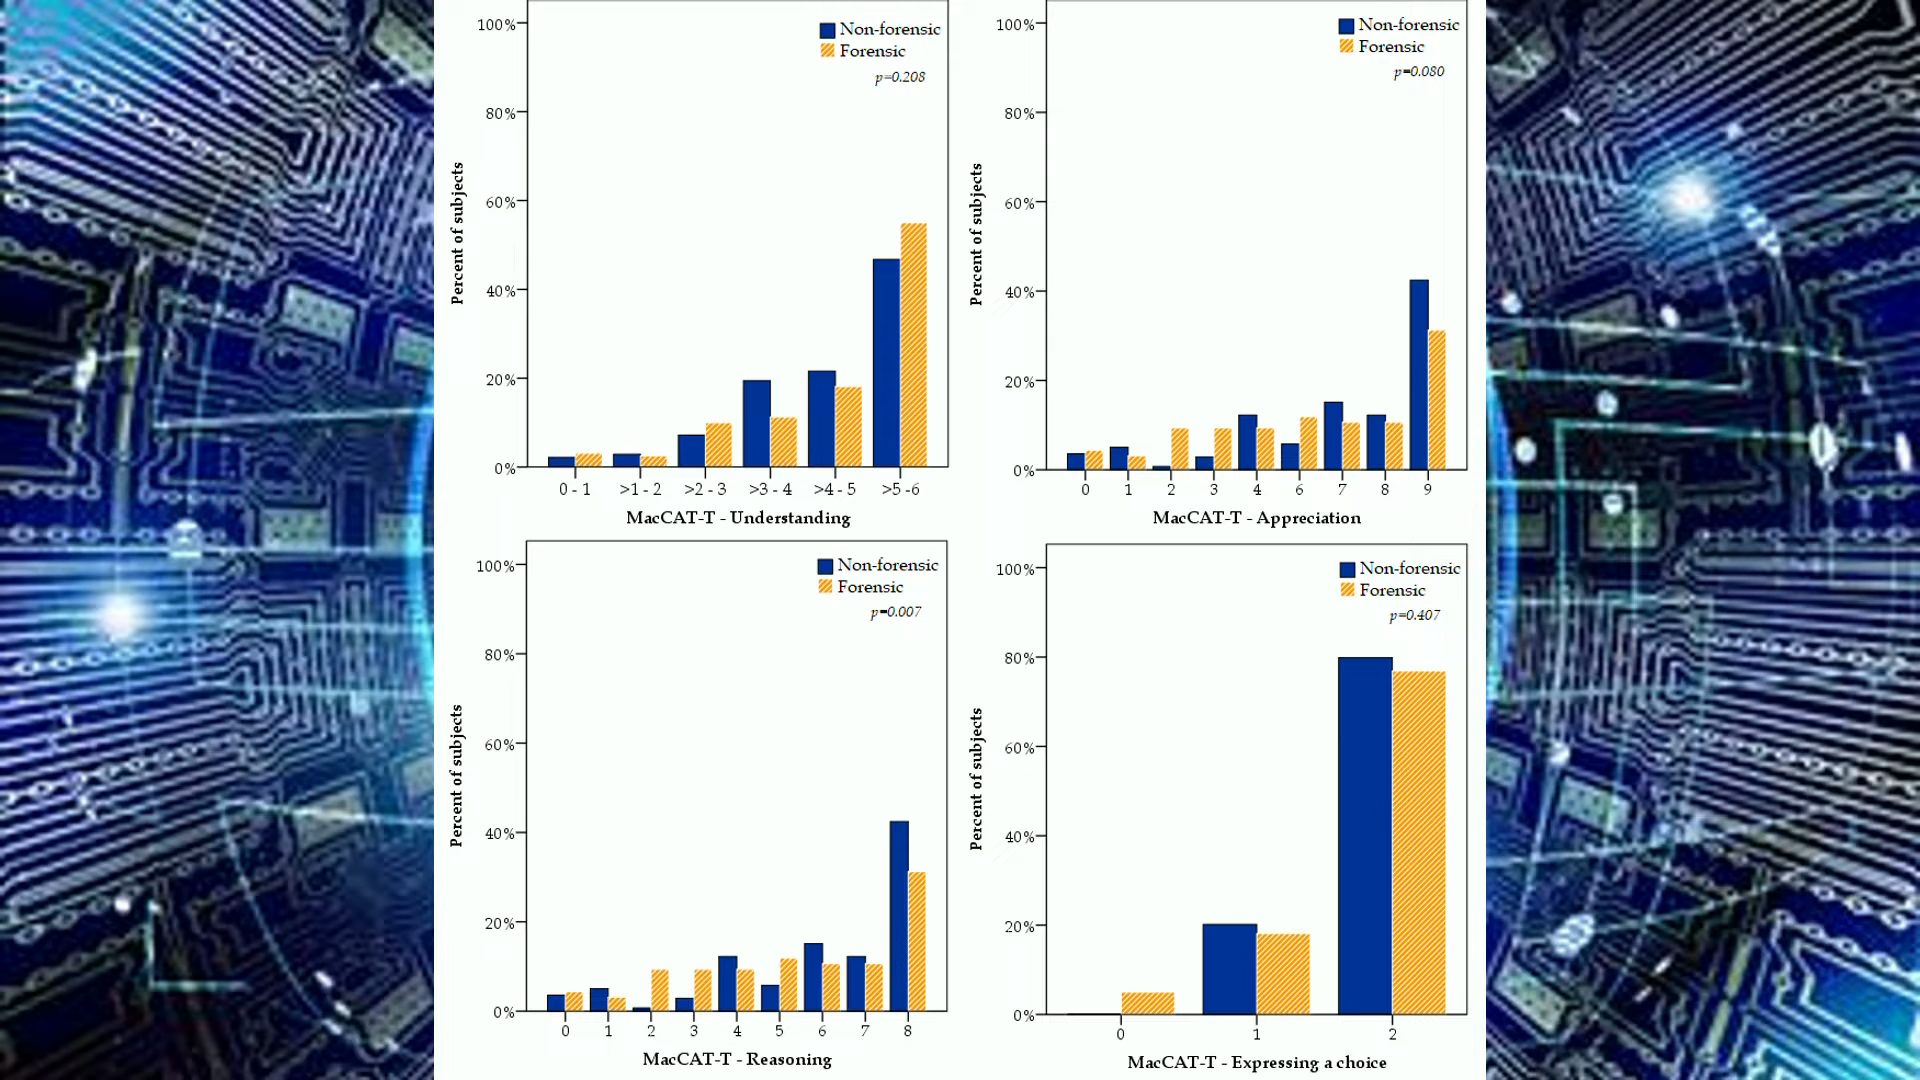 100%
80%
60%
40%
20%
0%
Percent of subjects
Non-forensic
Forensic
p=0.208
0 - 1 >1 - 2 >2 - 3 >3 - 4 >4 - 5 >5 -6
MacCAT-T - Understanding
100%
80%
60%
40%
20%
0%
Percent of subjects
Non-forensic
Forensic
p=0.080
0 1 2 3 4 6 7 8 9
MacCAT-T - Appreciation
100%
80%
60%
40%
20%
0%
Percent of subjects
Non-forensic
Forensic
p=0.007
0 1 2 3 4 5 6 7 8
MacCAT-T - Reasoning
100%
80%
60%
40%
20%
0%
Percent of subjects
Non-forensic
Forensic
p=0.407
0 1 2
MacCAT-T - Expressing a choice